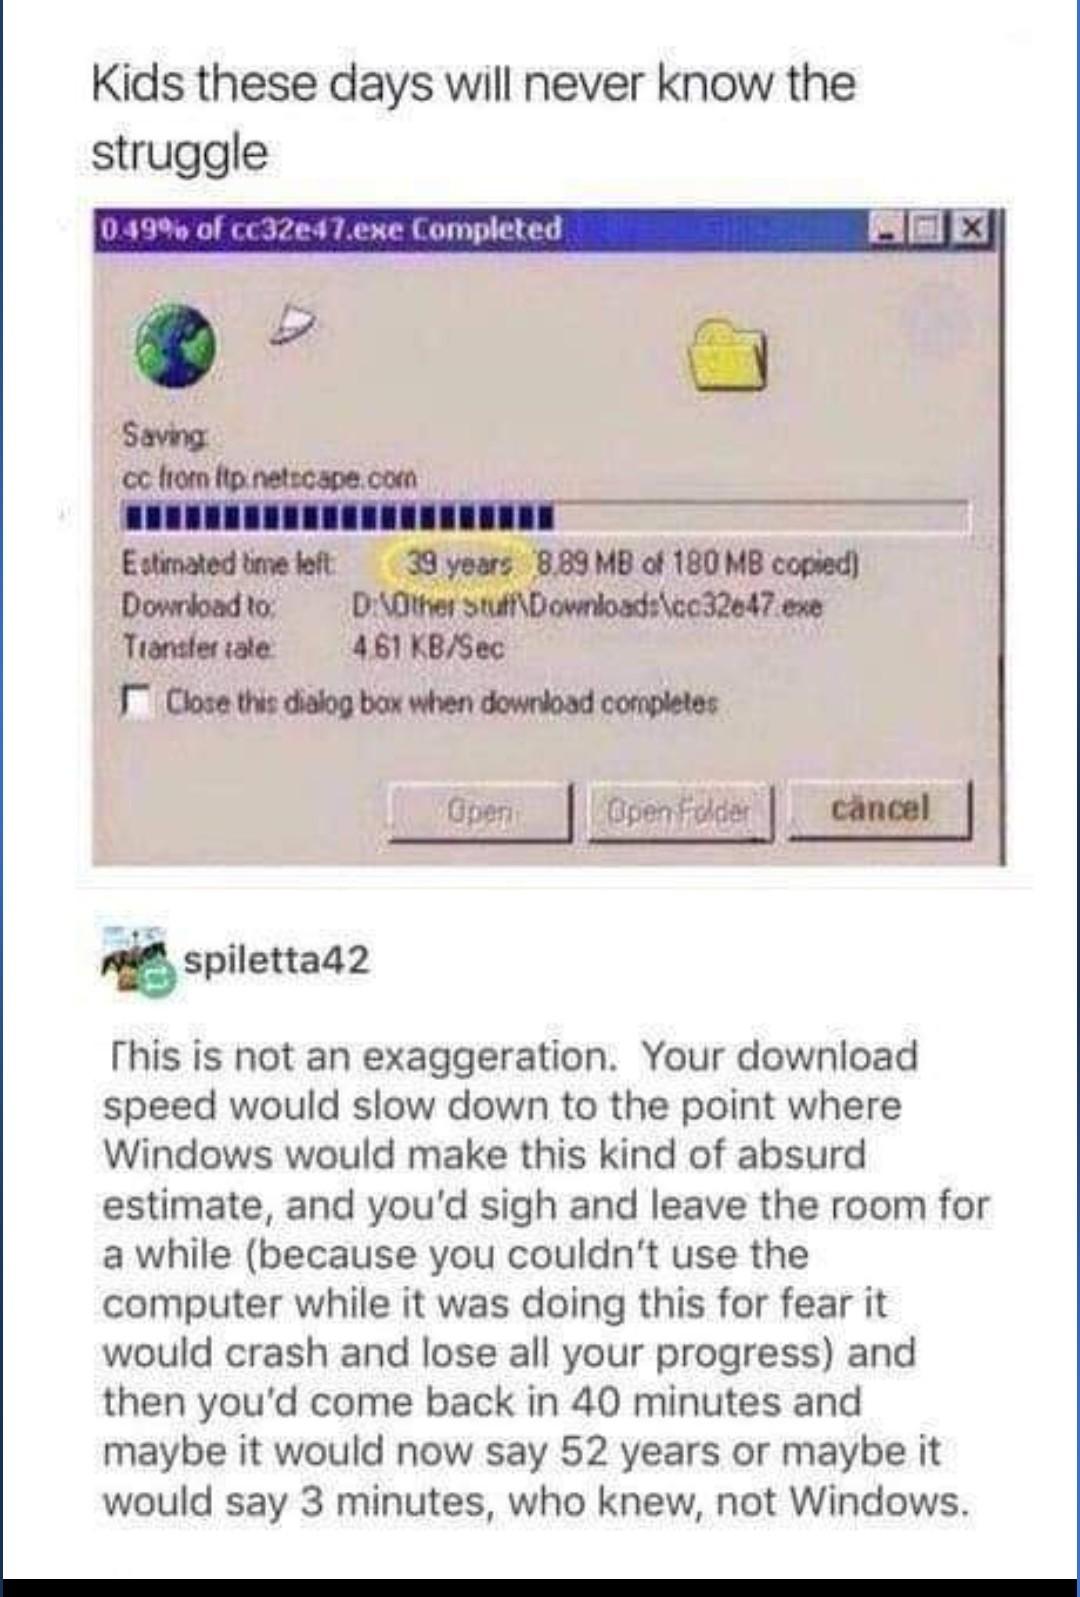 Kids these days will never know the
struggle
0.49% of cc32e47.exe Completed
Saving:
cc from ftp.netscape.com
Estimated time left: 39 years 8.89 MB of 180 MB copied)
Download to: D:\Other Stuff\Downloads\cc32e47.exe
Transfer rate: 4.61 KB/Sec
Close this dialog box when download completes
Open Open Folder cancel
spiletta42
This is not an exaggeration. Your download
speed would slow down to the point where
Windows would make this kind of absurd
estimate, and you'd sigh and leave the room for
a while (because you couldn't use the
computer while it was doing this for fear it
would crash and lose all your progress) and
then you'd come back in 40 minutes and
maybe it would now say 52 years or maybe it
would say 3 minutes, who knew, not Windows.